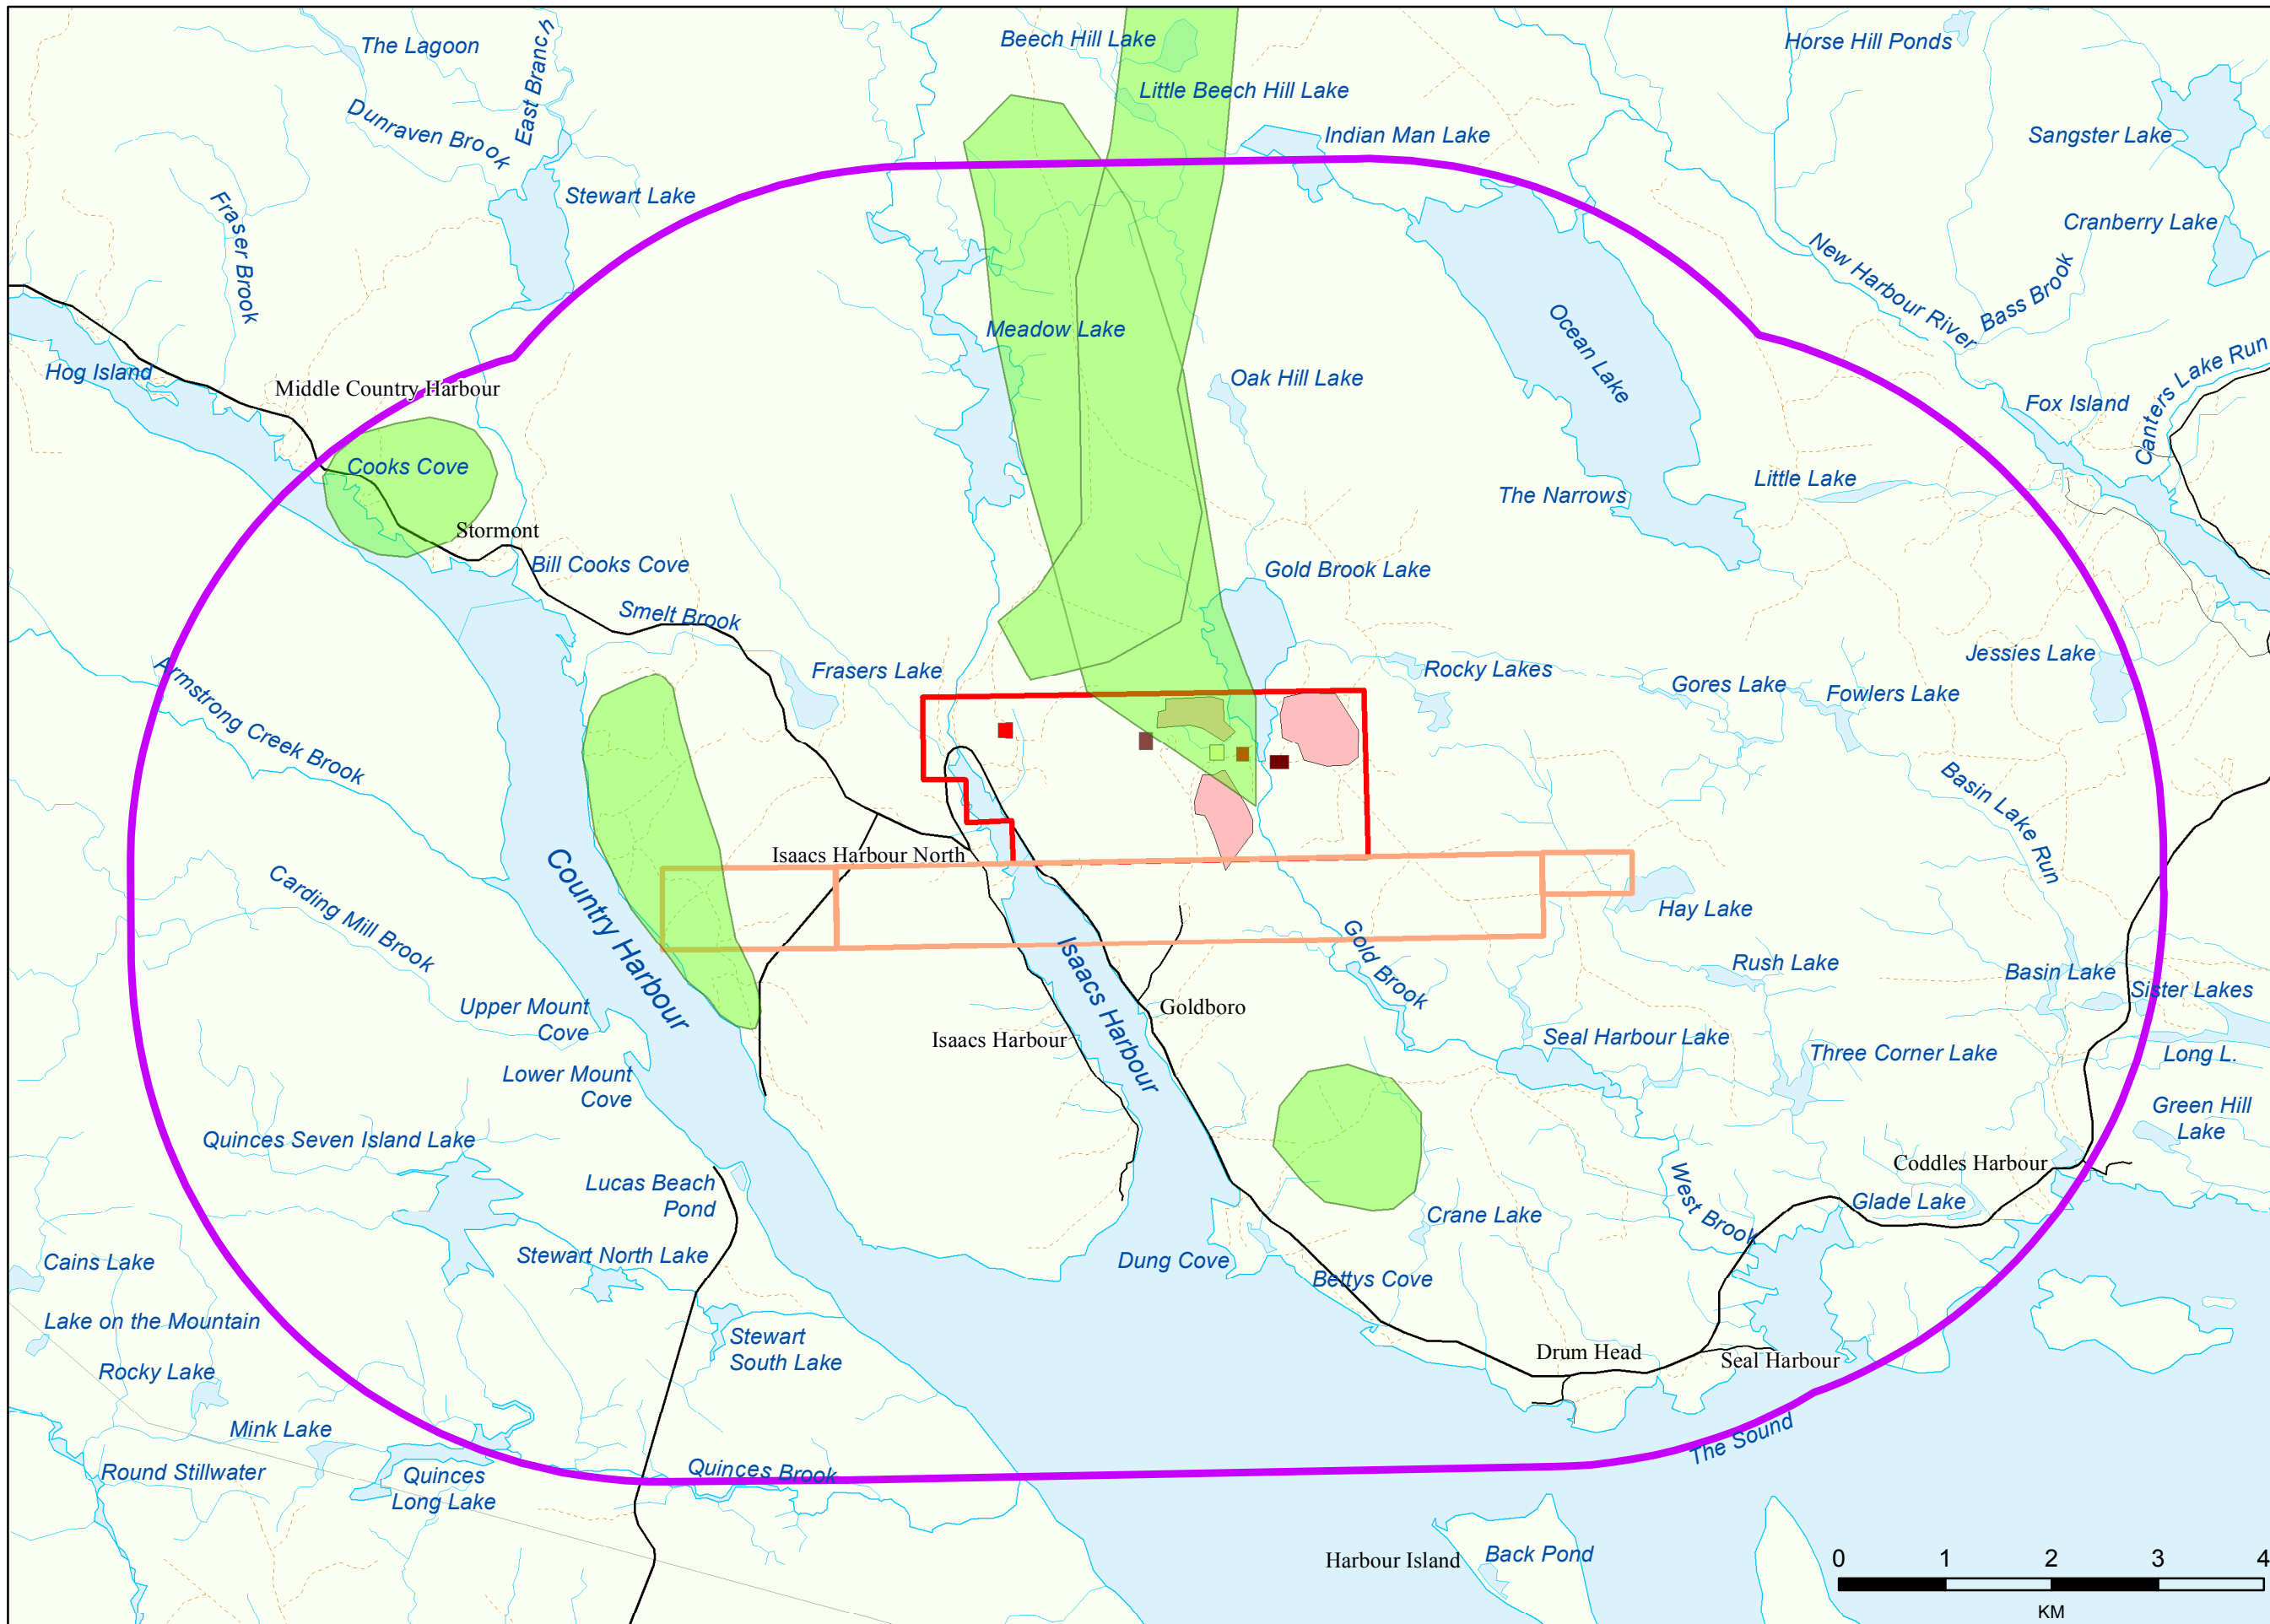 The Lagoon
East Branch
Beech Hill Lake
Horse Hill Ponds
Little Beech Hill Lake
Dunraven Brook
Indian Man Lake
Sangster Lake
Stewart Lake
Fraser Brook
Cranberry Lake
New Harbour River
Bass Brook
Meadow Lake
Ocean Lake
Canters Lake Run
Hog Island
Middle Country Harbour
Oak Hill Lake
Fox Island
Cooks Cove
Little Lake
The Narrows
Stormont
Bill Cooks Cove
Gold Brook Lake
Smelt Brook
Armstrong Creek Brook
Frasers Lake
Rocky Lakes
Jessies Lake
Gores Lake
Fowlers Lake
Basin Lake Run
Isaacs Harbour North
Country Harbour
Carding Mill Brook
Hay Lake
Gold Brook
Isaacs Harbour
Rush Lake
Basin Lake
Sister Lakes
Upper Mount
Cove
Goldboro
Isaacs Harbour
Seal Harbour Lake
Three Corner Lake
Long L.
Lower Mount
Cove
Green Hill
Lake
Quinces Seven Island Lake
Coddles Harbour
West Brook
Lucas Beach
Pond
Glade Lake
Crane Lake
Stewart North Lake
Dung Cove
Cains Lake
Bettys Cove
Lake on the Mountain
Stewart
South Lake
Drum Head
Seal Harbour
Rocky Lake
Mink Lake
The Sound
Round Stillwater
Quinces
Long Lake
Quinces Brook
Harbour Island
Back Pond
0 1 2 3 4
KM